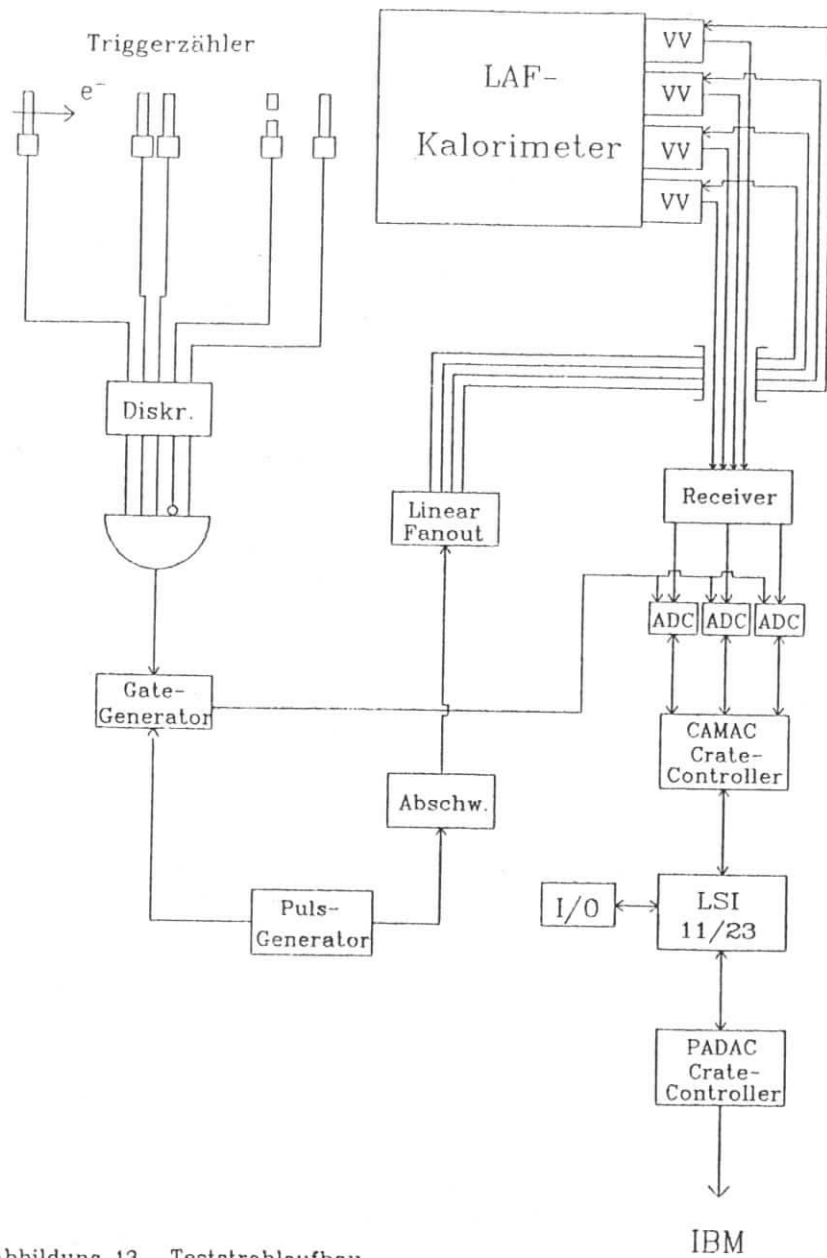 Triggerzähler
e⁻
LAF-
Kalorimeter
VV
VV
VV
VV
Diskr.
Linear
Fanout
Receiver
ADC
ADC
ADC
Gate-
Generator
CAMAC
Crate-
Controller
Abschw.
Puls-
Generator
I/O
LSI
11/23
PADAC
Crate-
Controller
IBM